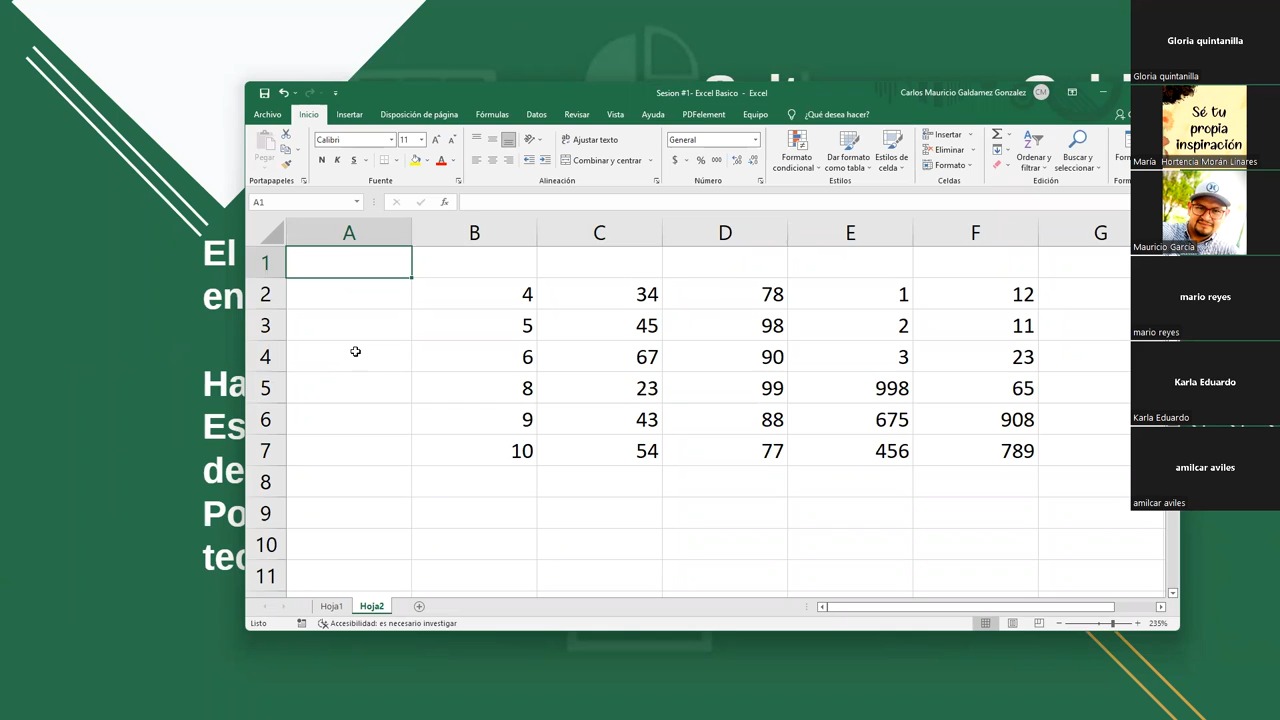 Sesion #1- Excel Basico - Excel
Carlos Mauricio Galdamez Gonzalez
CM
Archivo Inicio Insertar Disposición de página Fórmulas Datos Revisar Vista Ayuda PDFelement Equipo ¿Qué desea hacer?
Pegar
Calibri 11
N K S
Ajustar texto
Combinar y centrar
General
$ % 000
Formato condicional
Dar formato como tabla
Estilos de celda
Insertar
Eliminar
Formato
Ordenar y filtrar
Buscar y seleccionar
Portapapeles Fuente Alineación Número Estilos Celdas Edición
A1 fx
A B C D E F G
1
2 4 34 78 1 12
3 5 45 98 2 11
4 6 67 90 3 23
5 8 23 99 998 65
6 9 43 88 675 908
7 10 54 77 456 789
8
9
10
11
Hoja1 Hoja2
Listo Accesibilidad: es necesario investigar 235%
El
en
Ha
Es
de
Po
Gloria quintanilla
Gloria quintanilla
Sé tu
propia
inspiración
María Hortencia Morán Linares
Mauricio García
mario reyes
mario reyes
Karla Eduardo
Karla Eduardo
amilcar aviles
amilcar aviles